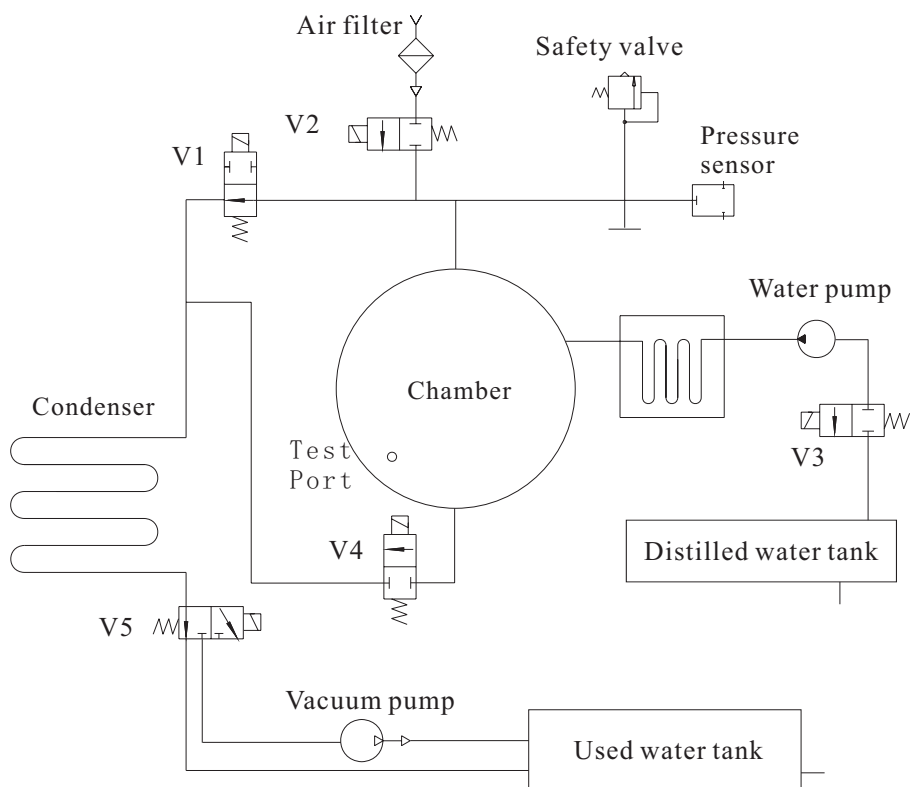 Air filter
Safety valve
V2
V1
Pressure
sensor
Water pump
Condenser
Chamber
Test
Port
V3
V4
Distilled water tank
V5
Vacuum pump
Used water tank